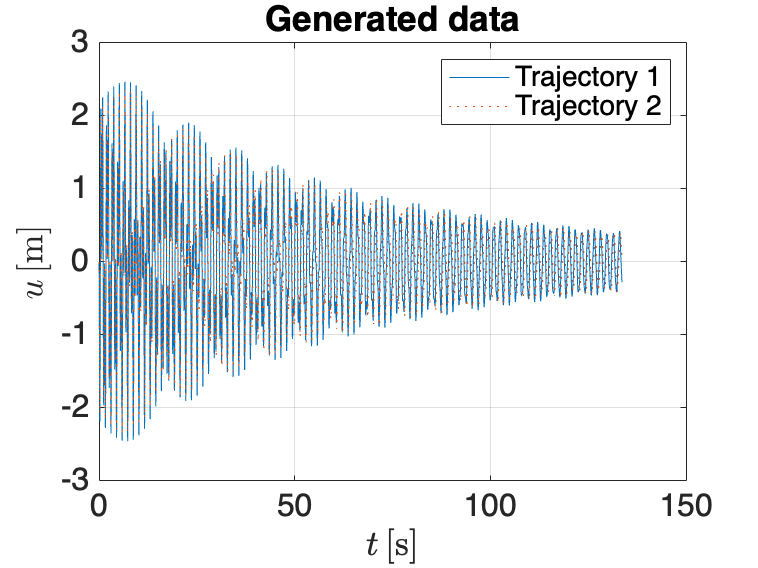 Generated data
3
2
1
0
-1
-2
-3
u [m]
Trajectory 1
Trajectory 2
0 50 100 150
t [s]